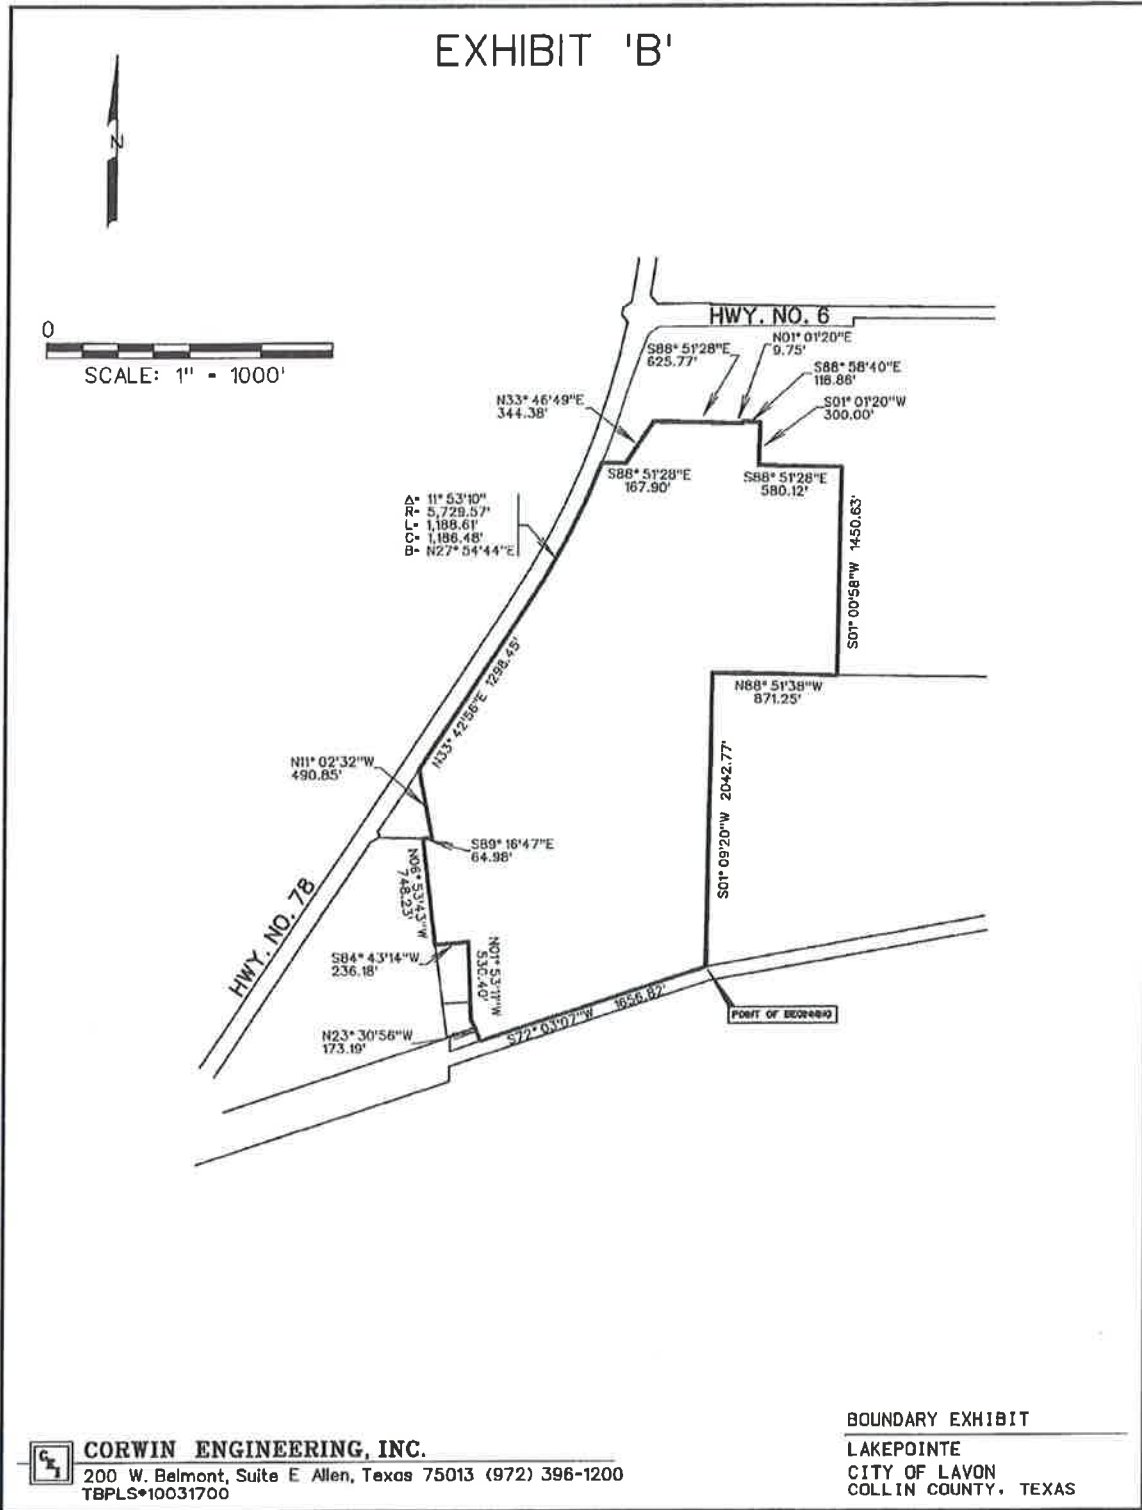 EXHIBIT 'B'
N
0
SCALE: 1" = 1000'
HWY. NO. 6
N01° 01'20"E
9.75'
S88° 51'28"E
625.77'
S88° 58'40"E
118.86'
N33° 46'49"E
344.38'
S01° 01'20"W
300.00'
S88° 51'28"E
167.90'
S88° 51'28"E
580.12'
Δ= 11° 53'10"
R= 5,729.57'
L= 1,188.61'
C= 1,186.48'
B= N27° 54'44"E
S01° 00'58"W 1450.63'
N33° 42'56"E 1298.45'
N88° 51'38"W
871.25'
N11° 02'32"W
490.85'
S01° 09'20"W 2042.77'
S89° 16'47"E
64.98'
N06° 53'43"W
748.23'
HWY. NO. 78
S84° 43'14"W
236.18'
N01° 53'11"W
530.40'
N23° 30'56"W
173.19'
S72° 03'07"W 1656.82'
POINT OF BEGINNING
CEI
CORWIN ENGINEERING, INC.
200 W. Belmont, Suite E Allen, Texas 75013 (972) 396-1200
TBPLS#10031700
BOUNDARY EXHIBIT
LAKEPOINTE
CITY OF LAVON
COLLIN COUNTY, TEXAS